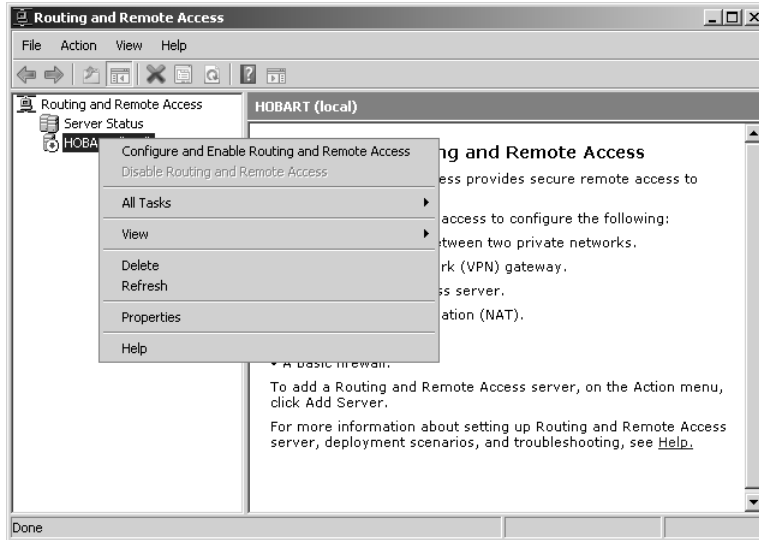 Routing and Remote Access
File Action View Help
Routing and Remote Access
Server Status
HOBA
HOBART (local)
Configure and Enable Routing and Remote Access
Disable Routing and Remote Access
All Tasks
View
Delete
Refresh
Properties
Help
ng and Remote Access
ess provides secure remote access to
access to configure the following:
etween two private networks.
rk (VPN) gateway.
ss server.
ation (NAT).
• A basic firewall.
To add a Routing and Remote Access server, on the Action menu,
click Add Server.
For more information about setting up Routing and Remote Access
server, deployment scenarios, and troubleshooting, see Help.
Done